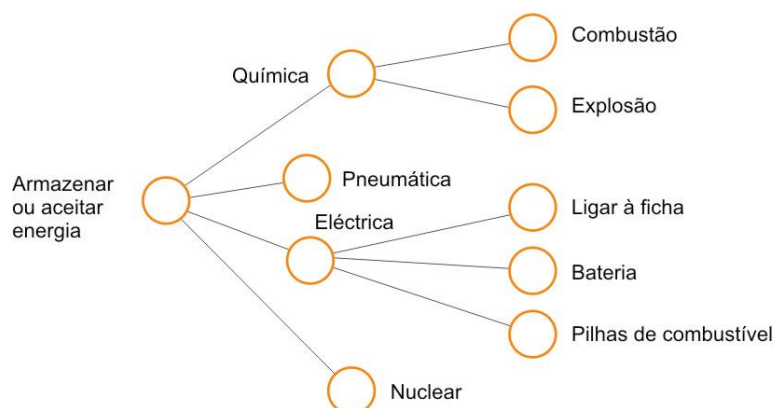 Combustão
Química
Explosão
Armazenar
ou aceitar
energia
Pneumática
Eléctrica
Ligar à ficha
Bateria
Pilhas de combustível
Nuclear